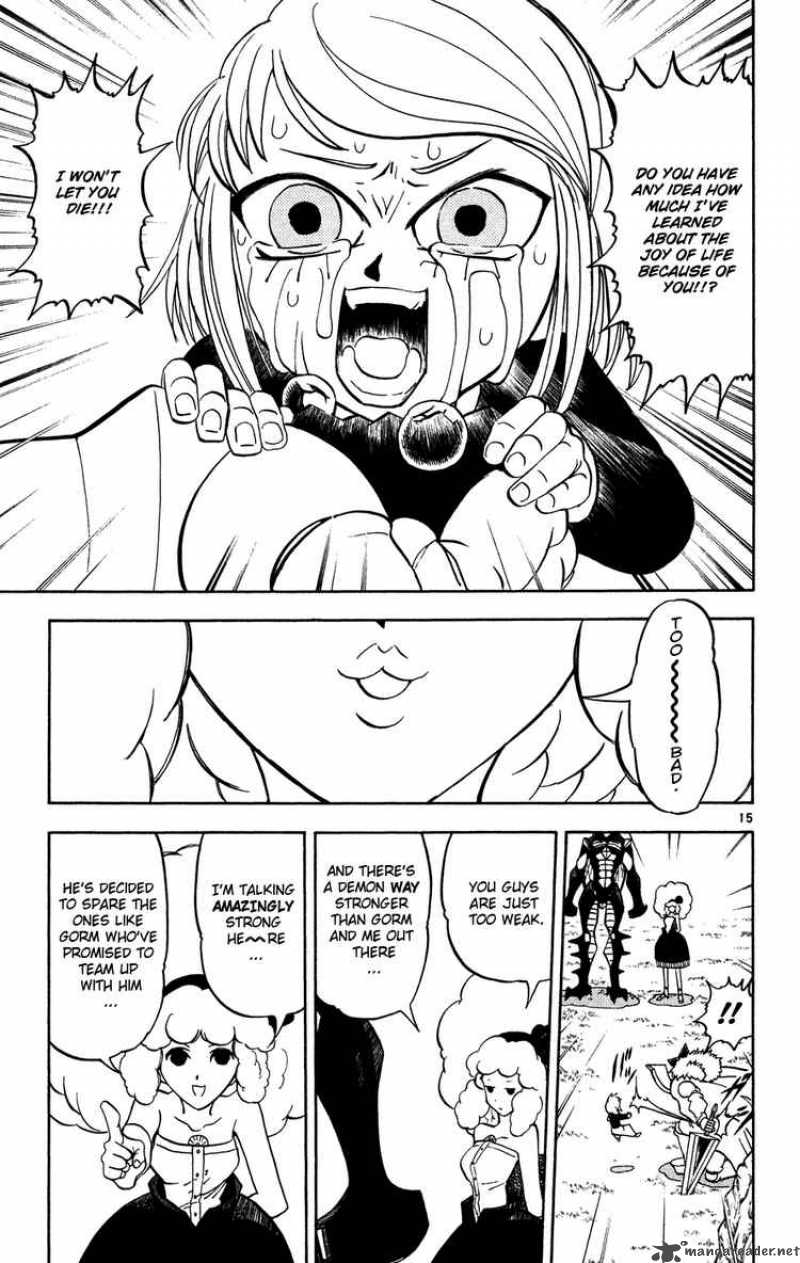 DO YOU HAVE
ANY IDEA HOW
MUCH I'VE
LEARNED
ABOUT THE
JOY OF LIFE
BECAUSE OF
YOU!!?
I WON'T
LET YOU
DIE!!!
TOO~~~~BAD.
15
!!
YOU GUYS
ARE JUST
TOO WEAK.
AND THERE'S
A DEMON WAY
STRONGER
THAN GORM
AND ME OUT
THERE
...
I'M TALKING
AMAZINGLY
STRONG
HE~~RE
...
HE'S DECIDED
TO SPARE THE
ONES LIKE
GORM WHO'VE
PROMISED TO
TEAM UP
WITH HIM
...
mangareader.net